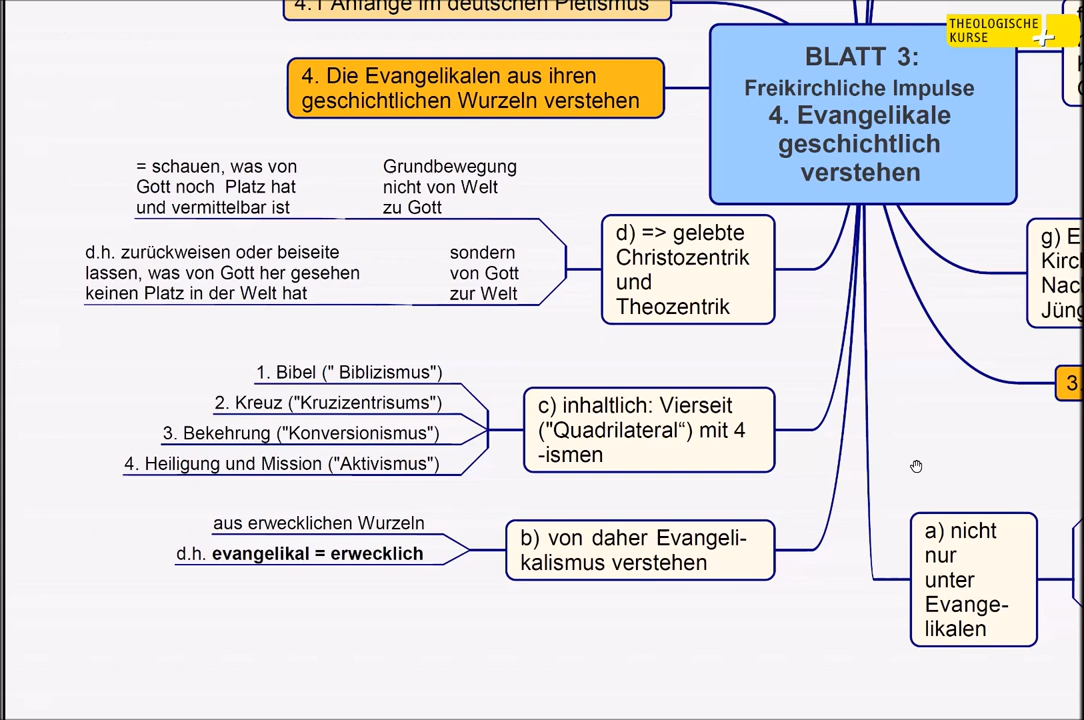 4.1 Anfänge im deutschen Pietismus
THEOLOGISCHE
KURSE
BLATT 3:
Freikirchliche Impulse
4. Evangelikale
geschichtlich
verstehen
4. Die Evangelikalen aus ihren
geschichtlichen Wurzeln verstehen
= schauen, was von
Gott noch Platz hat
und vermittelbar ist
Grundbewegung
nicht von Welt
zu Gott
d.h. zurückweisen oder beiseite
lassen, was von Gott her gesehen
keinen Platz in der Welt hat
sondern
von Gott
zur Welt
d) => gelebte
Christozentrik
und
Theozentrik
g) E
Kirc
Nac
Jün
1. Bibel (" Biblizismus")
2. Kreuz ("Kruzizentrisums")
3. Bekehrung ("Konversionismus")
4. Heiligung und Mission ("Aktivismus")
c) inhaltlich: Vierseit
("Quadrilateral“) mit 4
-ismen
3.
aus erwecklichen Wurzeln
d.h. evangelikal = erwecklich
b) von daher Evangeli-
kalismus verstehen
a) nicht
nur
unter
Evange-
likalen